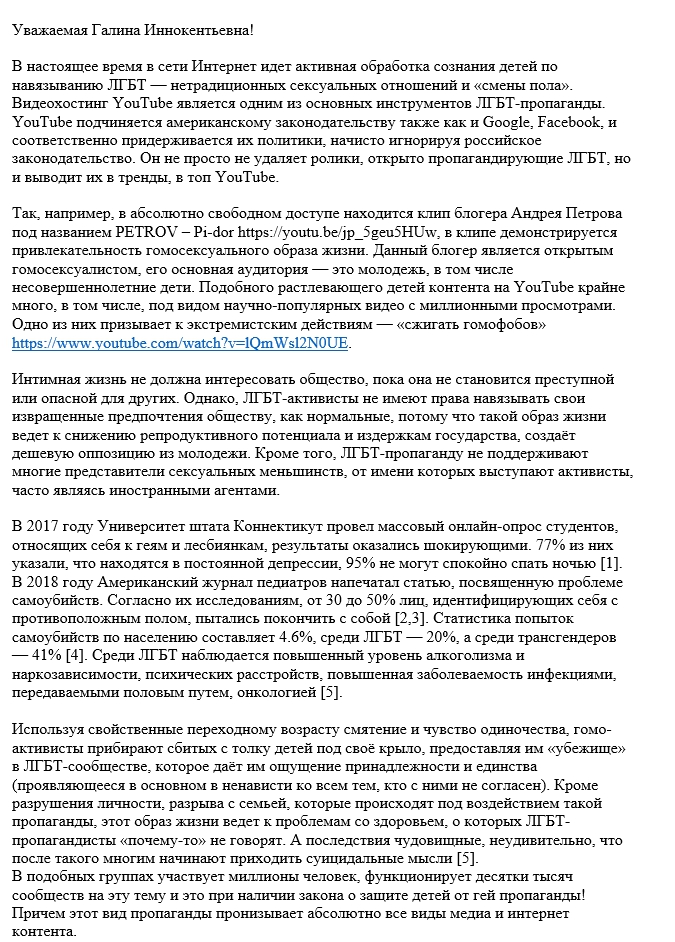 Уважаемая Галина Иннокентьевна!
В настоящее время в сети Интернет идет активная обработка сознания детей по
навязыванию ЛГБТ — нетрадиционных сексуальных отношений и «смены пола».
Видеохостинг YouTube является одним из основных инструментов ЛГБТ-пропаганды.
YouTube подчиняется американскому законодательству также как и Google, Facebook, и
соответственно придерживается их политики, начисто игнорируя российское
законодательство. Он не просто не удаляет ролики, открыто пропагандирующие ЛГБТ, но
и выводит их в тренды, в топ YouTube.
Так, например, в абсолютно свободном доступе находится клип блогера Андрея Петрова
под названием PETROV – Pi-dor https://youtu.be/jp_5geu5HUw, в клипе демонстрируется
привлекательность гомосексуального образа жизни. Данный блогер является открытым
гомосексуалистом, его основная аудитория — это молодежь, в том числе
несовершеннолетние дети. Подобного растлевающего детей контента на YouTube крайне
много, в том числе, под видом научно-популярных видео с миллионными просмотрами.
Одно из них призывает к экстремистским действиям — «сжигать гомофобов»
https://www.youtube.com/watch?v=lQmWsl2N0UE.
Интимная жизнь не должна интересовать общество, пока она не становится преступной
или опасной для других. Однако, ЛГБТ-активисты не имеют права навязывать свои
извращенные предпочтения обществу, как нормальные, потому что такой образ жизни
ведет к снижению репродуктивного потенциала и издержкам государства, создаёт
дешевую оппозицию из молодежи. Кроме того, ЛГБТ-пропаганду не поддерживают
многие представители сексуальных меньшинств, от имени которых выступают активисты,
часто являясь иностранными агентами.
В 2017 году Университет штата Коннектикут провел массовый онлайн-опрос студентов,
относящих себя к геям и лесбиянкам, результаты оказались шокирующими. 77% из них
указали, что находятся в постоянной депрессии, 95% не могут спокойно спать ночью [1].
В 2018 году Американский журнал педиатров напечатал статью, посвященную проблеме
самоубийств. Согласно их исследованиям, от 30 до 50% лиц, идентифицирующих себя с
противоположным полом, пытались покончить с собой [2,3]. Статистика попыток
самоубийств по населению составляет 4.6%, среди ЛГБТ — 20%, а среди трансгендеров
— 41% [4]. Среди ЛГБТ наблюдается повышенный уровень алкоголизма и
наркозависимости, психических расстройств, повышенная заболеваемость инфекциями,
передаваемыми половым путем, онкологией [5].
Используя свойственные переходному возрасту смятение и чувство одиночества, гомо-
активисты прибирают сбитых с толку детей под своё крыло, предоставляя им «убежище»
в ЛГБТ-сообществе, которое даёт им ощущение принадлежности и единства
(проявляющееся в основном в ненависти ко всем тем, кто с ними не согласен). Кроме
разрушения личности, разрыва с семьей, которые происходят под воздействием такой
пропаганды, этот образ жизни ведет к проблемам со здоровьем, о которых ЛГБТ-
пропагандисты «почему-то» не говорят. А последствия чудовищные, неудивительно, что
после такого многим начинают приходить суицидальные мысли [5].
В подобных группах участвует миллионы человек, функционирует десятки тысяч
сообществ на эту тему и это при наличии закона о защите детей от гей пропаганды!
Причем этот вид пропаганды пронизывает абсолютно все виды медиа и интернет
контента.